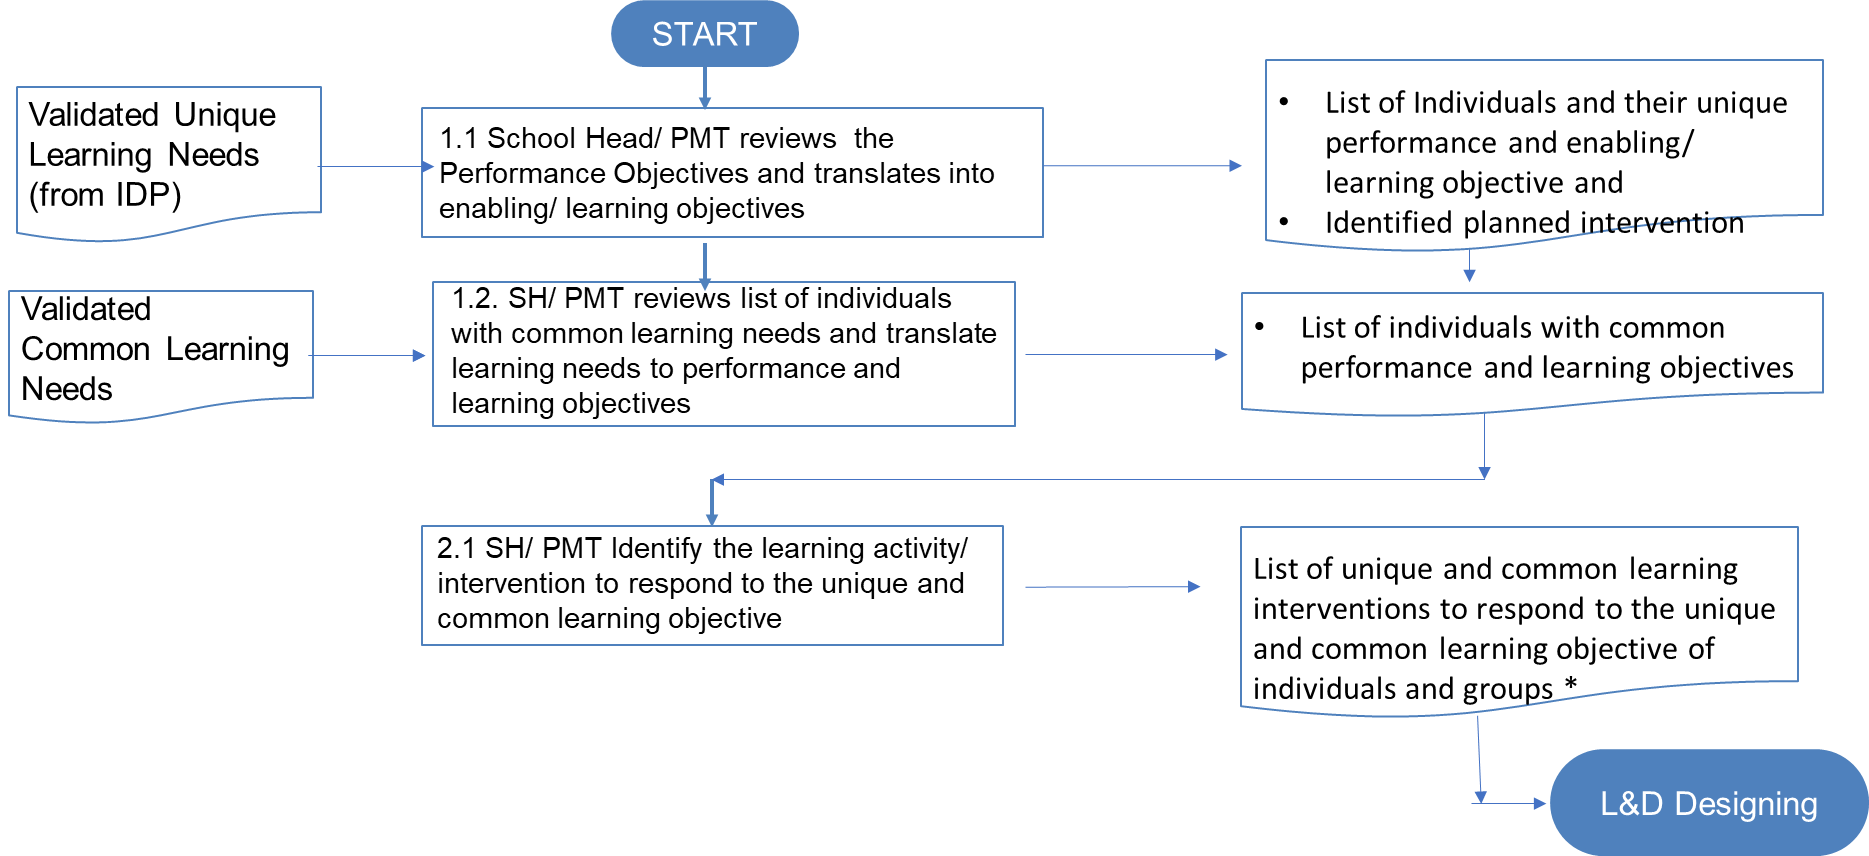 START
Validated Unique
Learning Needs
(from IDP)
1.1 School Head/ PMT reviews the
Performance Objectives and translates into
enabling/ learning objectives
• List of Individuals and their unique
performance and enabling/
learning objective and
• Identified planned intervention
Validated
Common Learning
Needs
1.2. SH/ PMT reviews list of individuals
with common learning needs and translate
learning needs to performance and
learning objectives
• List of individuals with common
performance and learning objectives
2.1 SH/ PMT Identify the learning activity/
intervention to respond to the unique and
common learning objective
List of unique and common learning
interventions to respond to the unique
and common learning objective of
individuals and groups *
L&D Designing